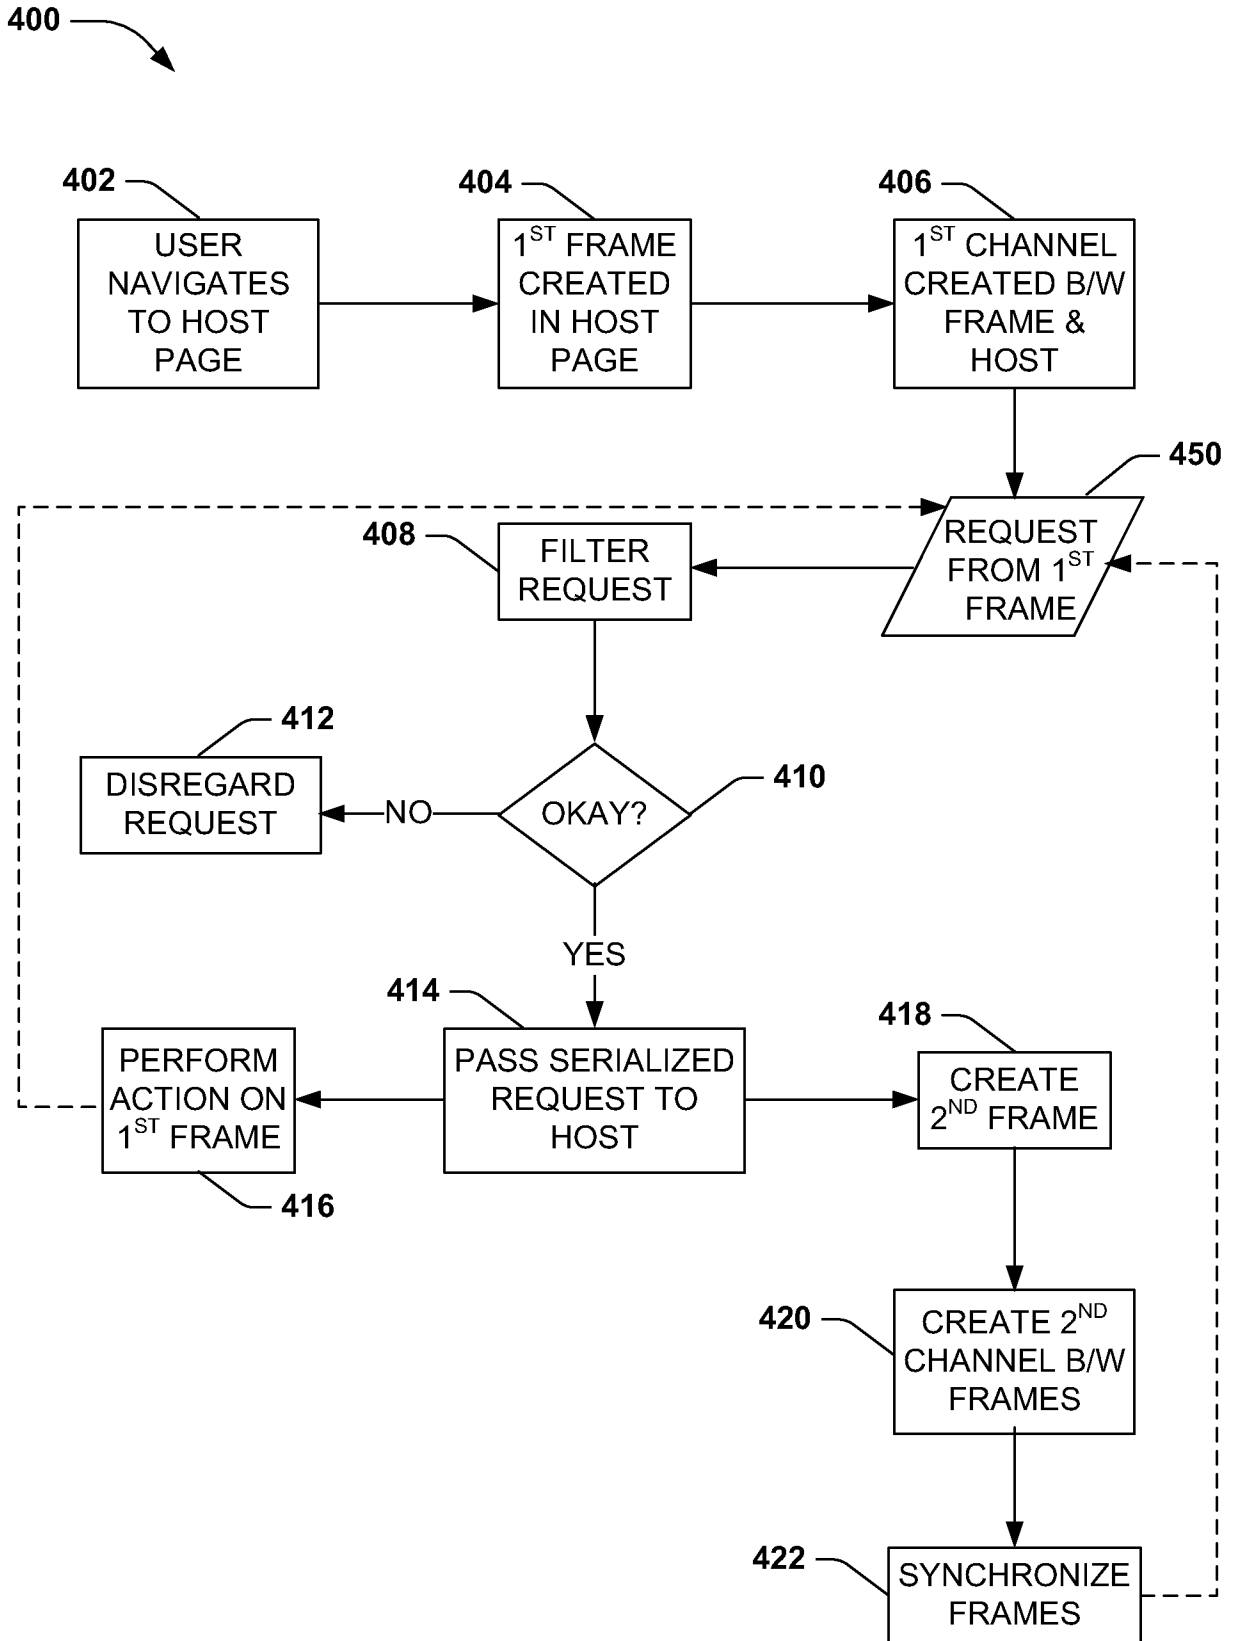 400
402
USER
NAVIGATES
TO HOST
PAGE
404
1ST FRAME
CREATED
IN HOST
PAGE
406
1ST CHANNEL
CREATED B/W
FRAME &
HOST
450
REQUEST
FROM 1ST
FRAME
408
FILTER
REQUEST
410
OKAY?
NO
412
DISREGARD
REQUEST
YES
414
PASS SERIALIZED
REQUEST TO
HOST
PERFORM
ACTION ON
1ST FRAME
416
418
CREATE
2ND FRAME
420
CREATE 2ND
CHANNEL B/W
FRAMES
422
SYNCHRONIZE
FRAMES